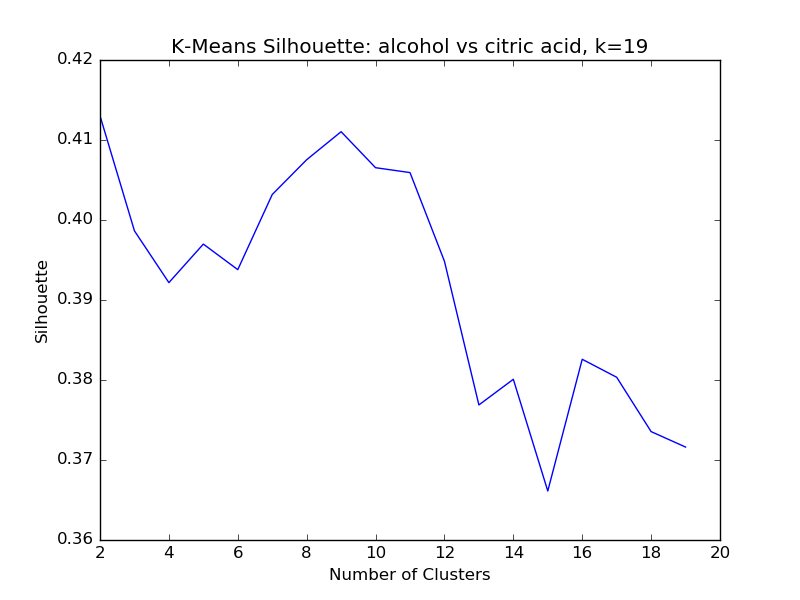 K-Means Silhouette: alcohol vs citric acid, k=19
0.42
0.41
0.40
0.39
0.38
0.37
0.36
Silhouette
2 4 6 8 10 12 14 16 18 20
Number of Clusters